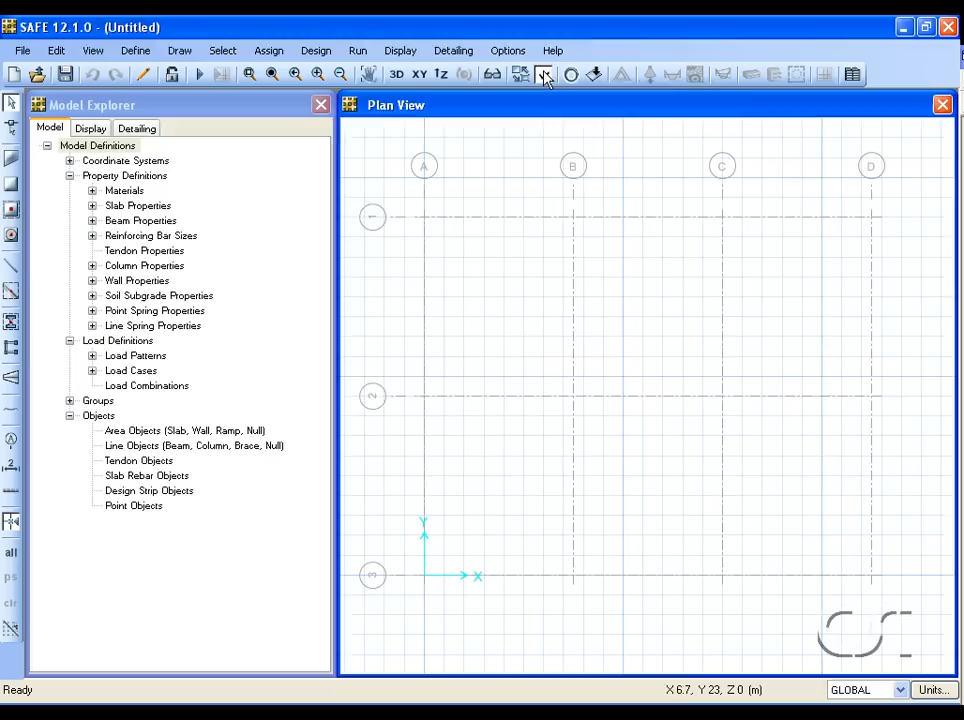 SAFE 12.1.0 - (Untitled)
File Edit View Define Draw Select Assign Design Run Display Detailing Options Help
3D XY
Model Explorer
Plan View
Model Display Detailing
Model Definitions
Coordinate Systems
Property Definitions
Materials
Slab Properties
Beam Properties
Reinforcing Bar Sizes
Tendon Properties
Column Properties
Wall Properties
Soil Subgrade Properties
Point Spring Properties
Line Spring Properties
Load Definitions
Load Patterns
Load Cases
Load Combinations
Groups
Objects
Area Objects (Slab, Wall, Ramp, Null)
Line Objects (Beam, Column, Brace, Null)
Tendon Objects
Slab Rebar Objects
Design Strip Objects
Point Objects
A B C D
1
2
3
Y
X
all
ps
clr
CSI
Ready
X 6.7, Y 23, Z 0 (m)
GLOBAL
Units...